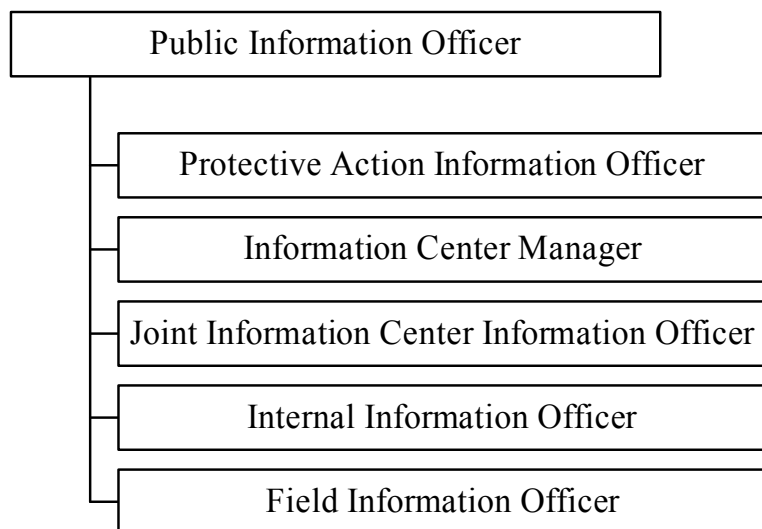 Public Information Officer
Protective Action Information Officer
Information Center Manager
Joint Information Center Information Officer
Internal Information Officer
Field Information Officer